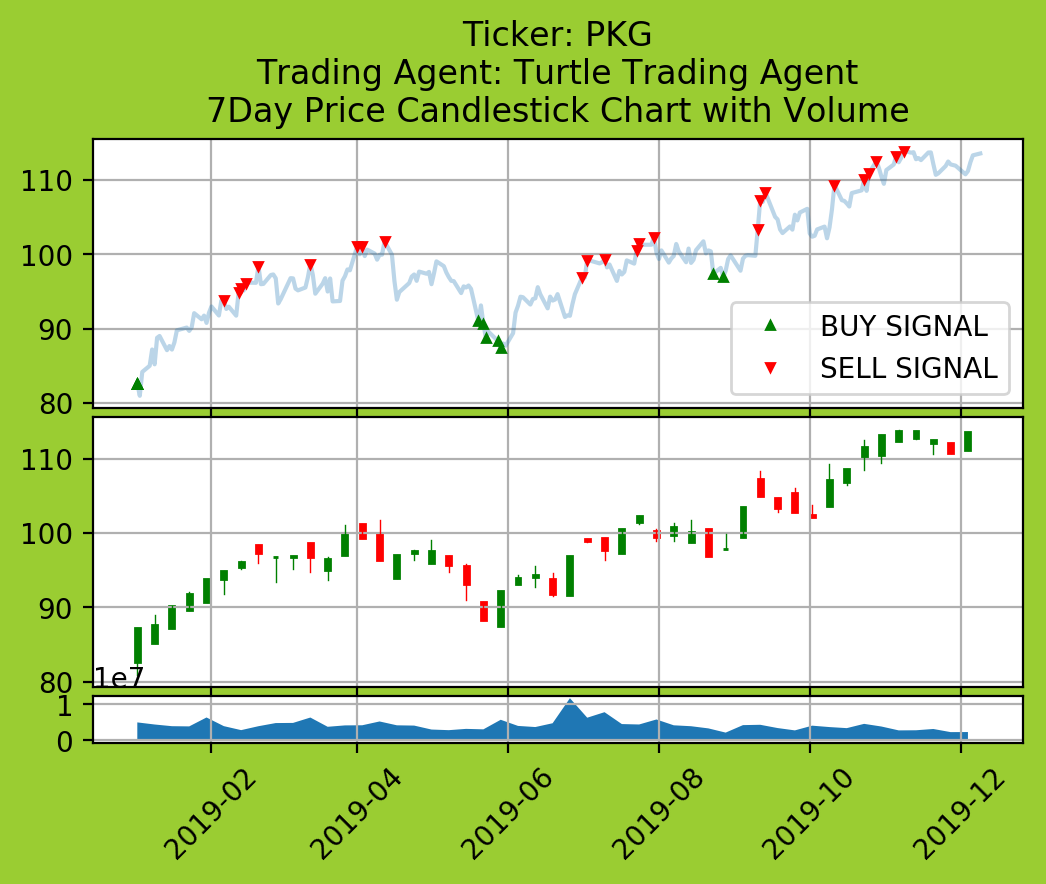 Ticker: PKG
Trading Agent: Turtle Trading Agent
7Day Price Candlestick Chart with Volume
110
100
90
80
BUY SIGNAL
SELL SIGNAL
110
100
90
80
1e7
1
0
2019-02
2019-04
2019-06
2019-08
2019-10
2019-12